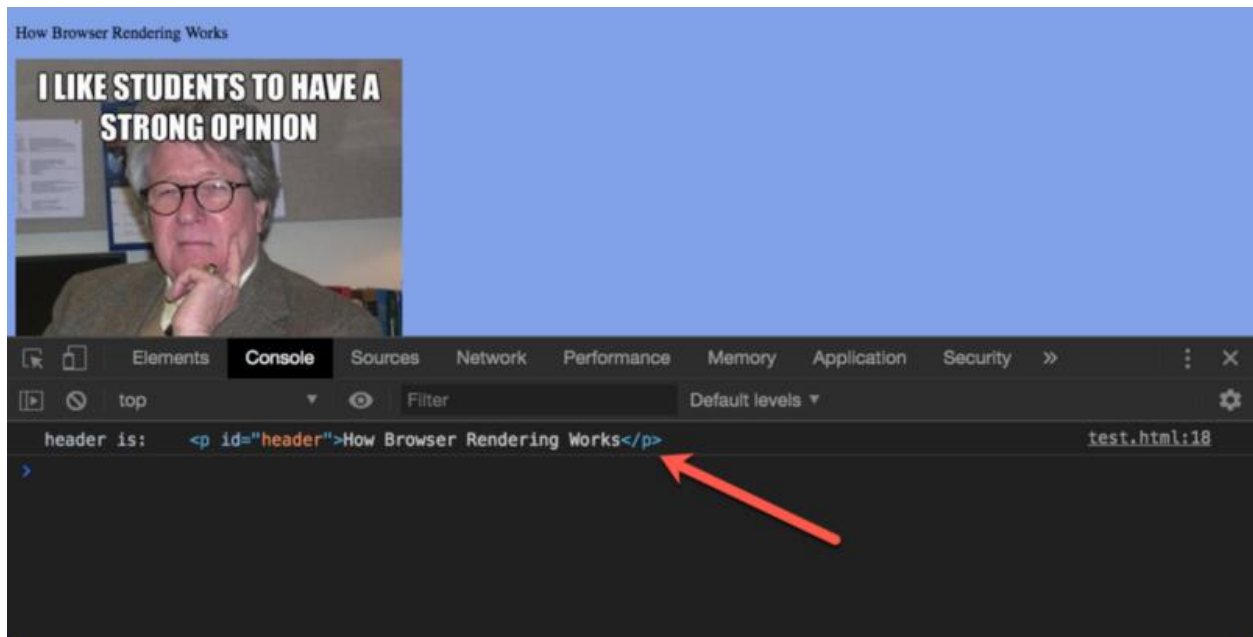 How Browser Rendering Works
I LIKE STUDENTS TO HAVE A
STRONG OPINION
Elements Console Sources Network Performance Memory Application Security »
top Filter Default levels
header is: <p id="header">How Browser Rendering Works</p> test.html:18
>